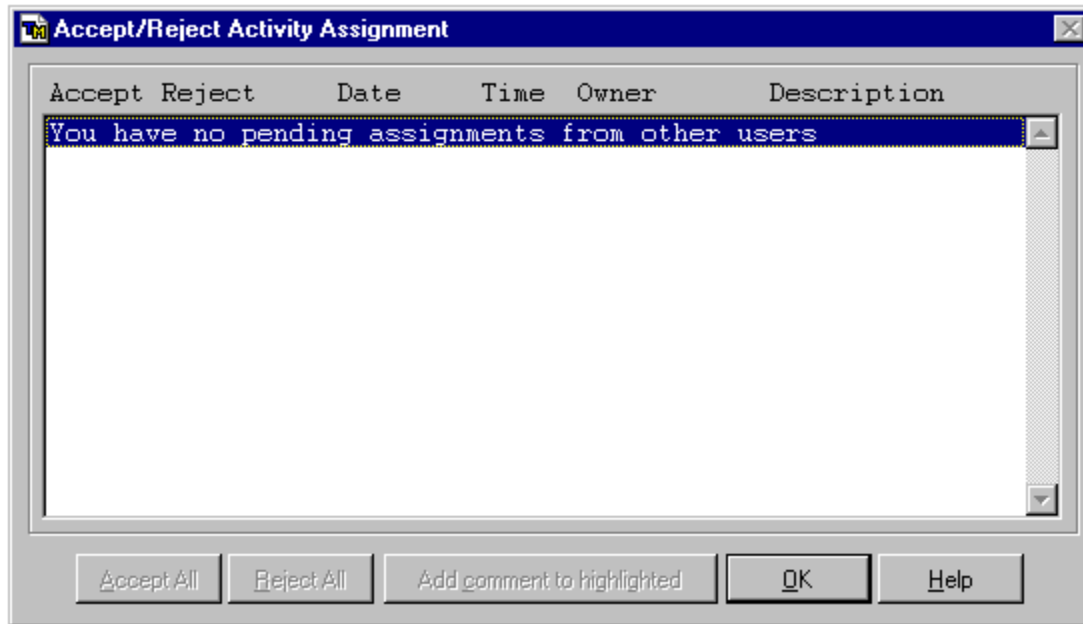 Accept/Reject Activity Assignment
Accept Reject Date Time Owner Description
You have no pending assignments from other users
Accept All Reject All Add comment to highlighted OK Help